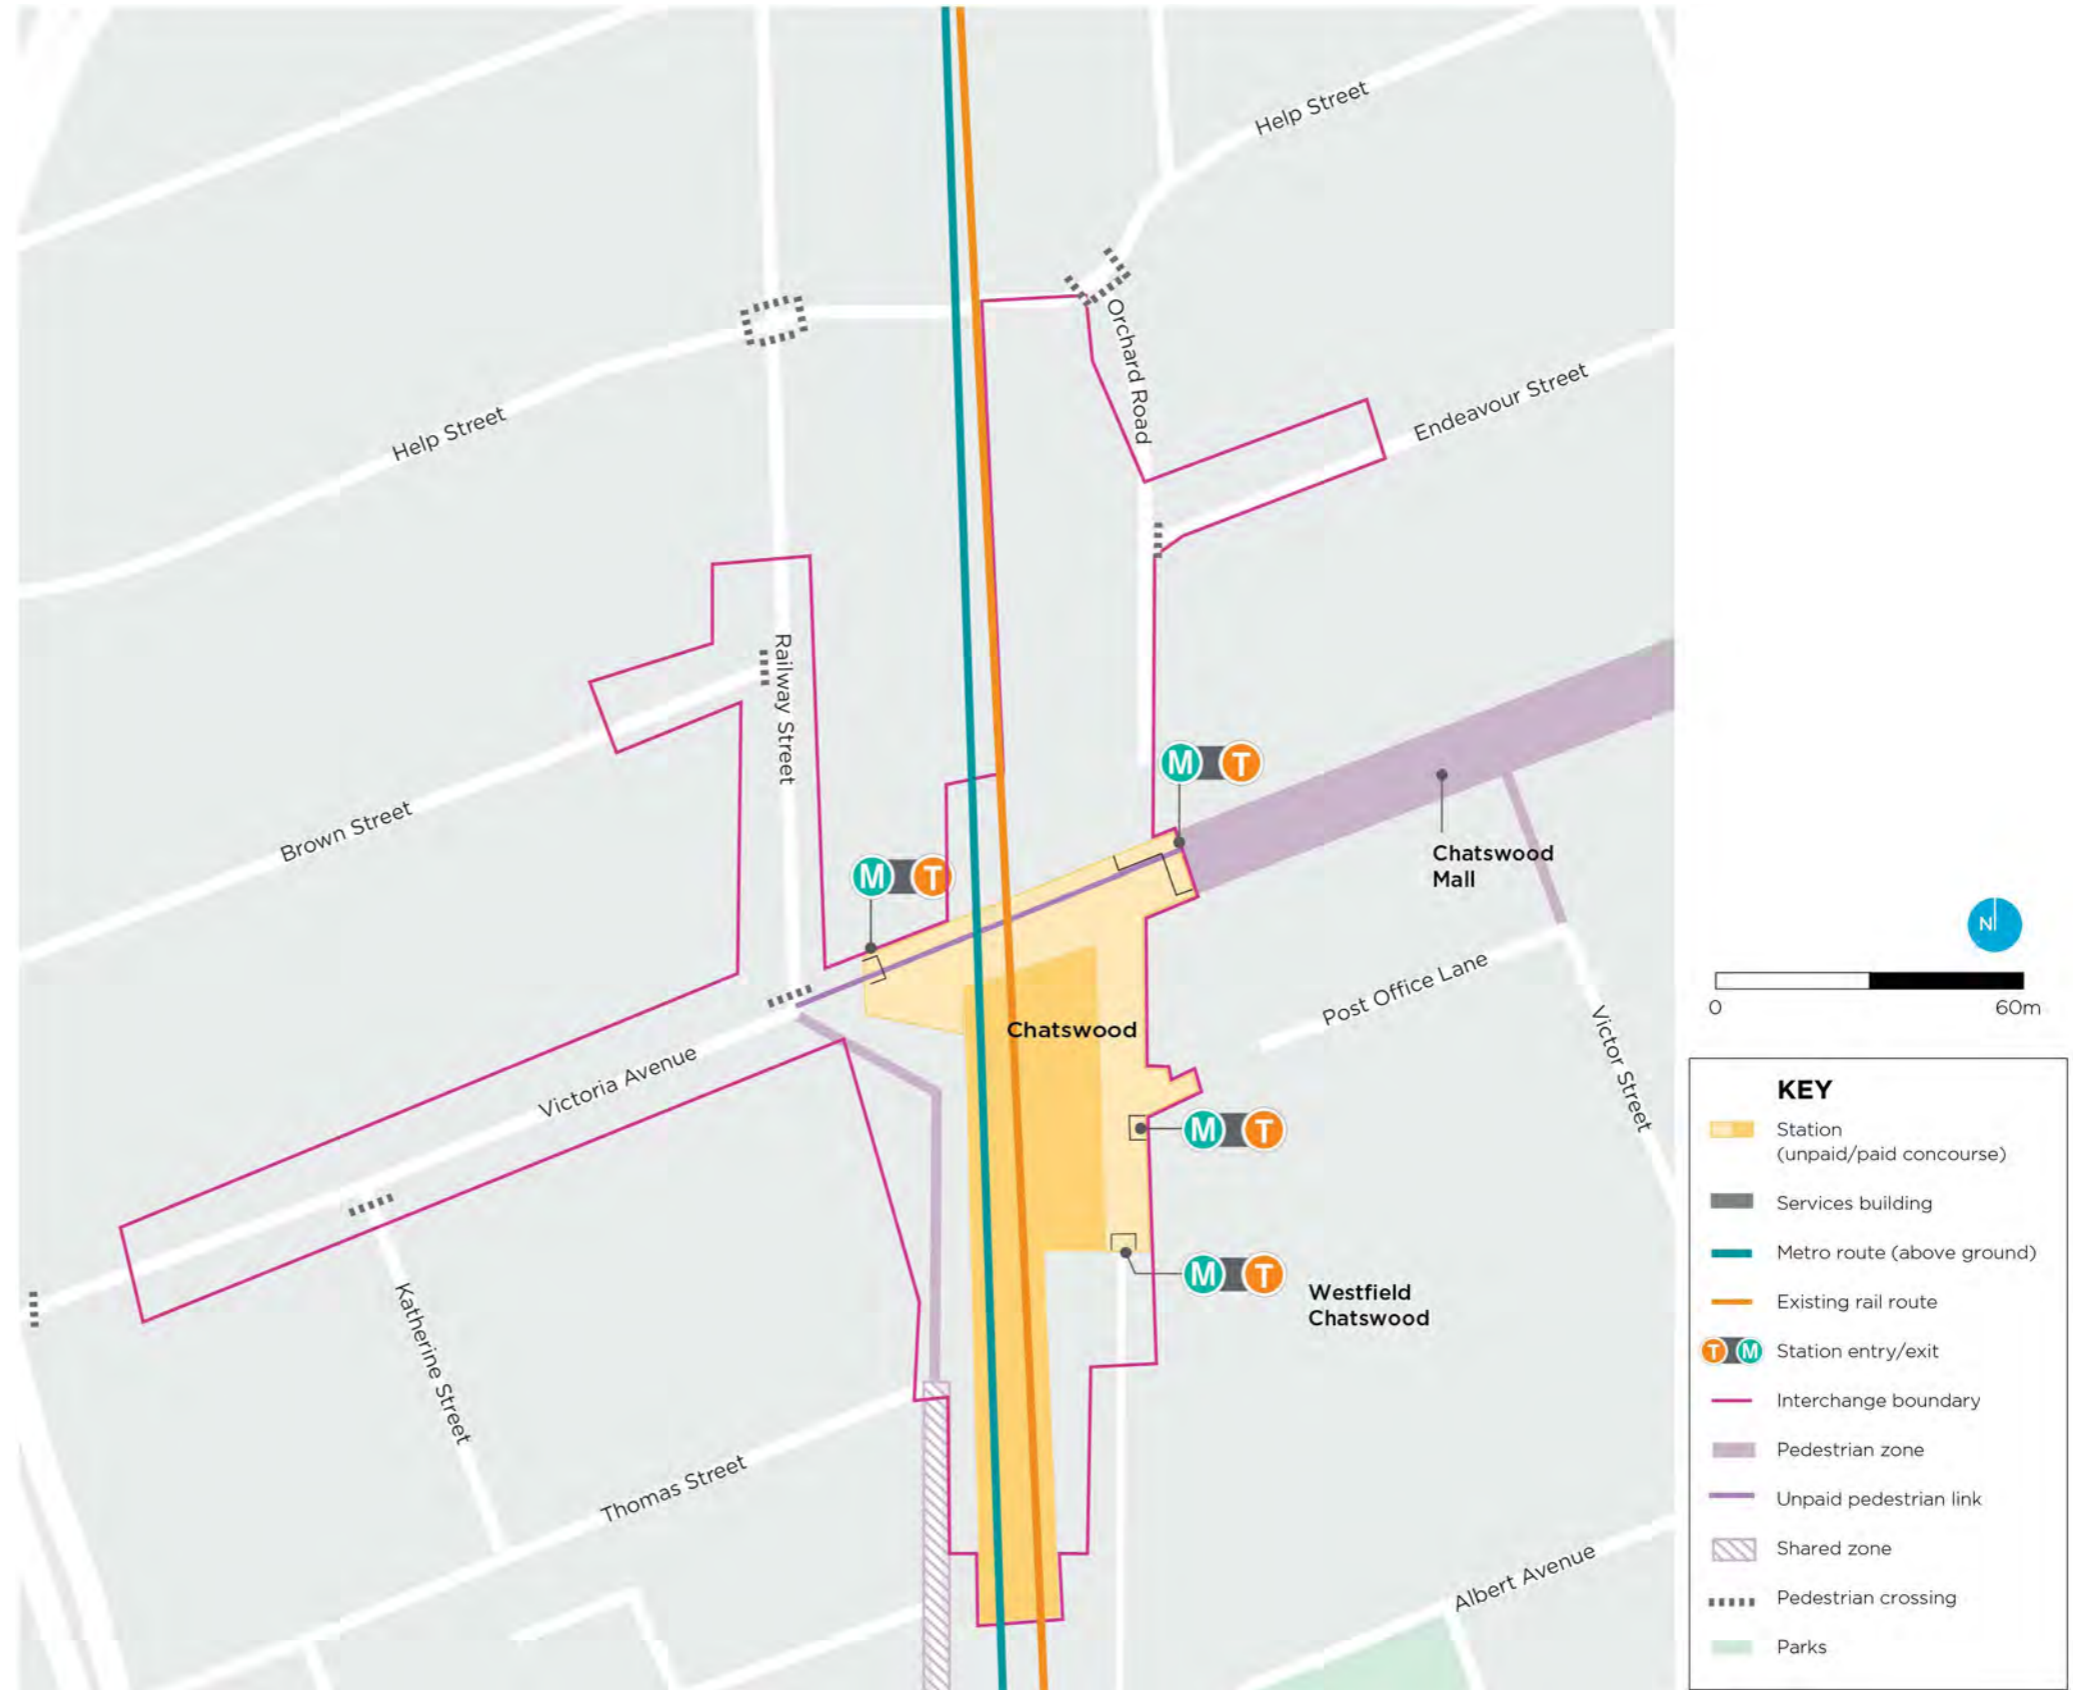 Help Street
Orchard Road
Endeavour Street
Help Street
Railway Street
M T
Brown Street
M T
Chatswood
Mall
Post Office Lane
Chatswood
Victoria Avenue
Victor Street
M T
M T
Westfield
Chatswood
Katherine Street
Thomas Street
Albert Avenue
N
0 60m
KEY
Station
(unpaid/paid concourse)
Services building
Metro route (above ground)
Existing rail route
T M Station entry/exit
Interchange boundary
Pedestrian zone
Unpaid pedestrian link
Shared zone
Pedestrian crossing
Parks